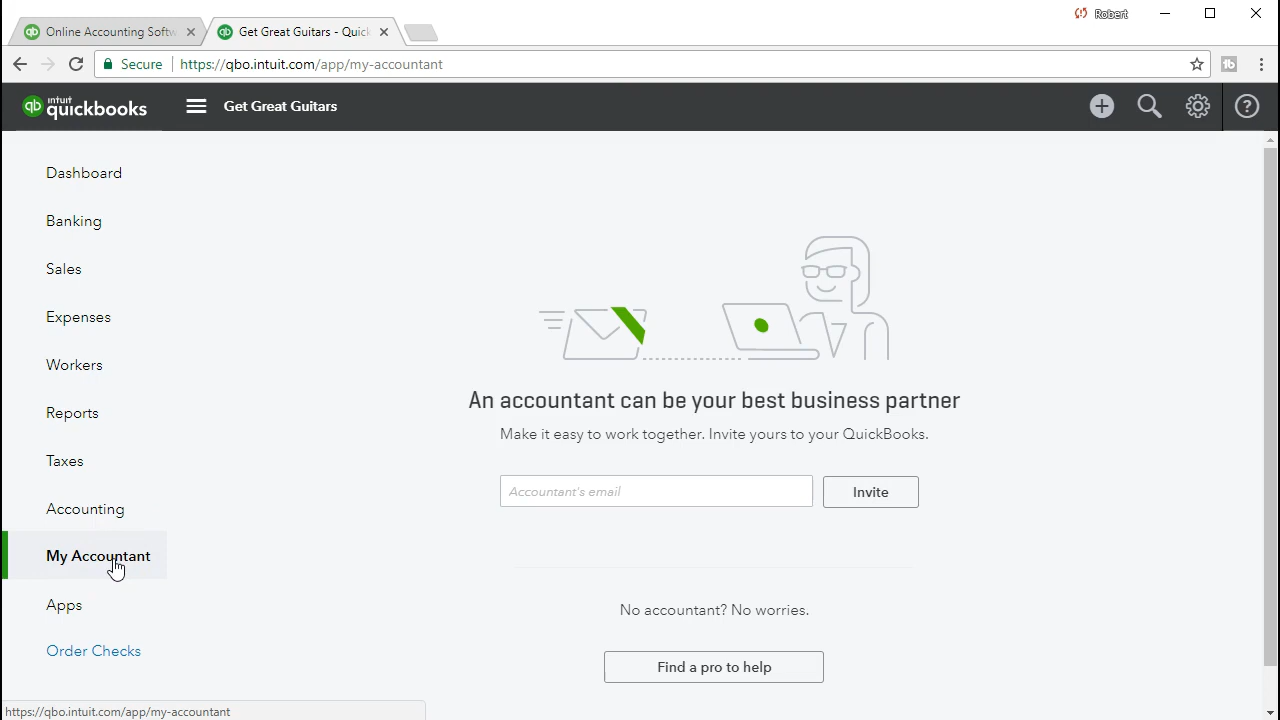 Robert
Online Accounting Softw
Get Great Guitars - Quic
Secure
https://qbo.intuit.com/app/my-accountant
qb intuit quickbooks
Get Great Guitars
Dashboard
Banking
Sales
Expenses
Workers
Reports
Taxes
Accounting
My Accountant
Apps
Order Checks
An accountant can be your best business partner
Make it easy to work together. Invite yours to your QuickBooks.
Accountant's email
Invite
No accountant? No worries.
Find a pro to help
https://qbo.intuit.com/app/my-accountant